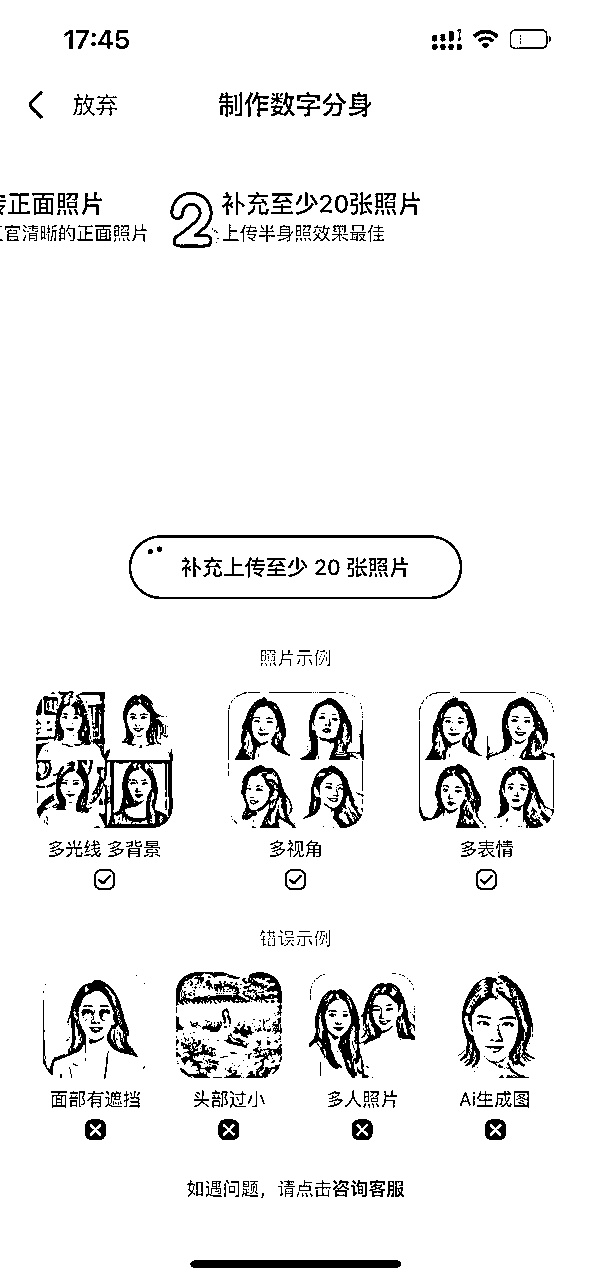 17:45
放弃
制作数字分身
正面照片
官清晰的正面照片
2
补充至少20张照片
上传半身照效果最佳
补充上传至少 20 张照片
照片示例
多光线 多背景
多视角
多表情
错误示例
面部有遮挡
头部过小
多人照片
Ai生成图
如遇问题，请点击咨询客服